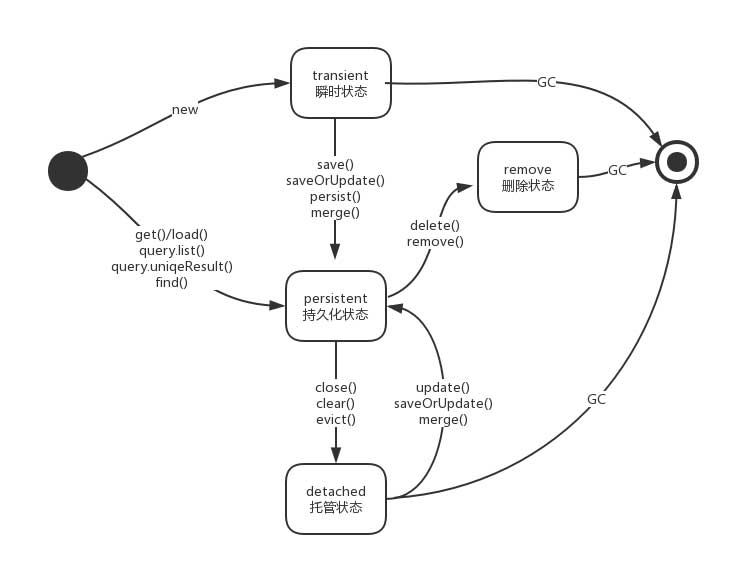 transient
瞬时状态
GC
new
save()
saveOrUpdate()
persist()
merge()
remove
删除状态
GC
get()/load()
query.list()
query.uniqeResult()
find()
delete()
remove()
persistent
持久化状态
close()
clear()
evict()
update()
saveOrUpdate()
merge()
GC
detached
托管状态